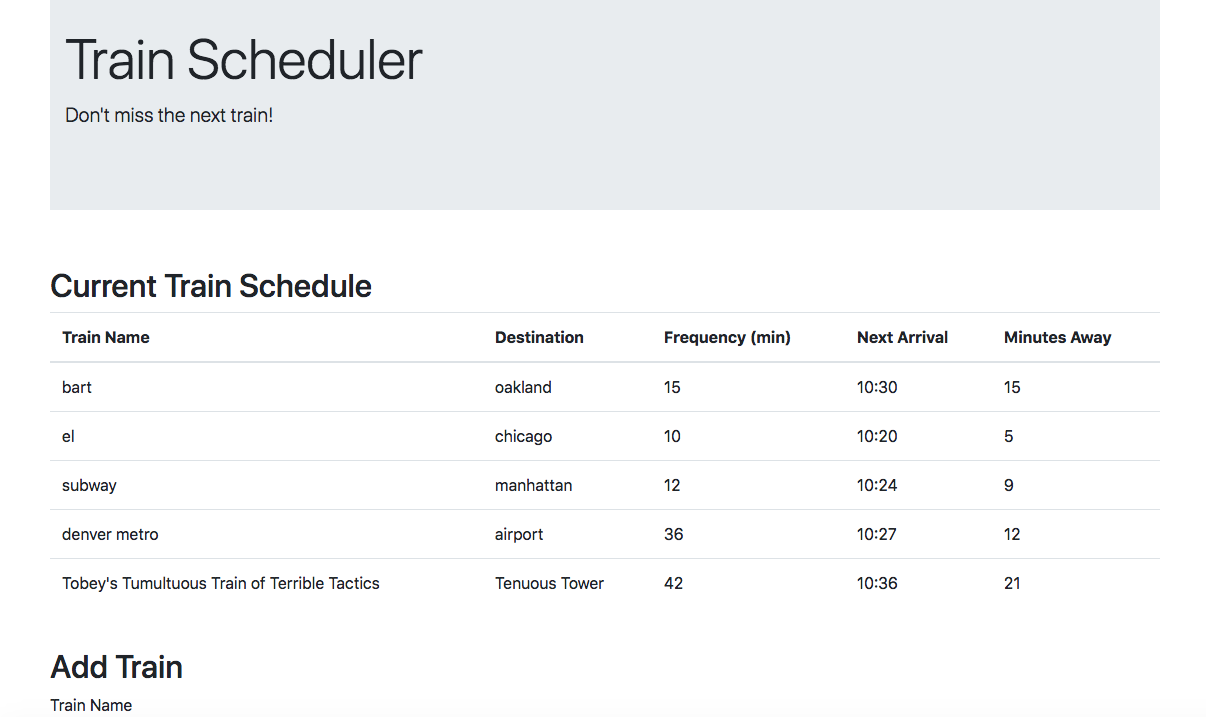 Train Scheduler
Don't miss the next train!
Current Train Schedule
Train Name Destination Frequency (min) Next Arrival Minutes Away
bart oakland 15 10:30 15
el chicago 10 10:20 5
subway manhattan 12 10:24 9
denver metro airport 36 10:27 12
Tobey's Tumultuous Train of Terrible Tactics Tenuous Tower 42 10:36 21
Add Train
Train Name